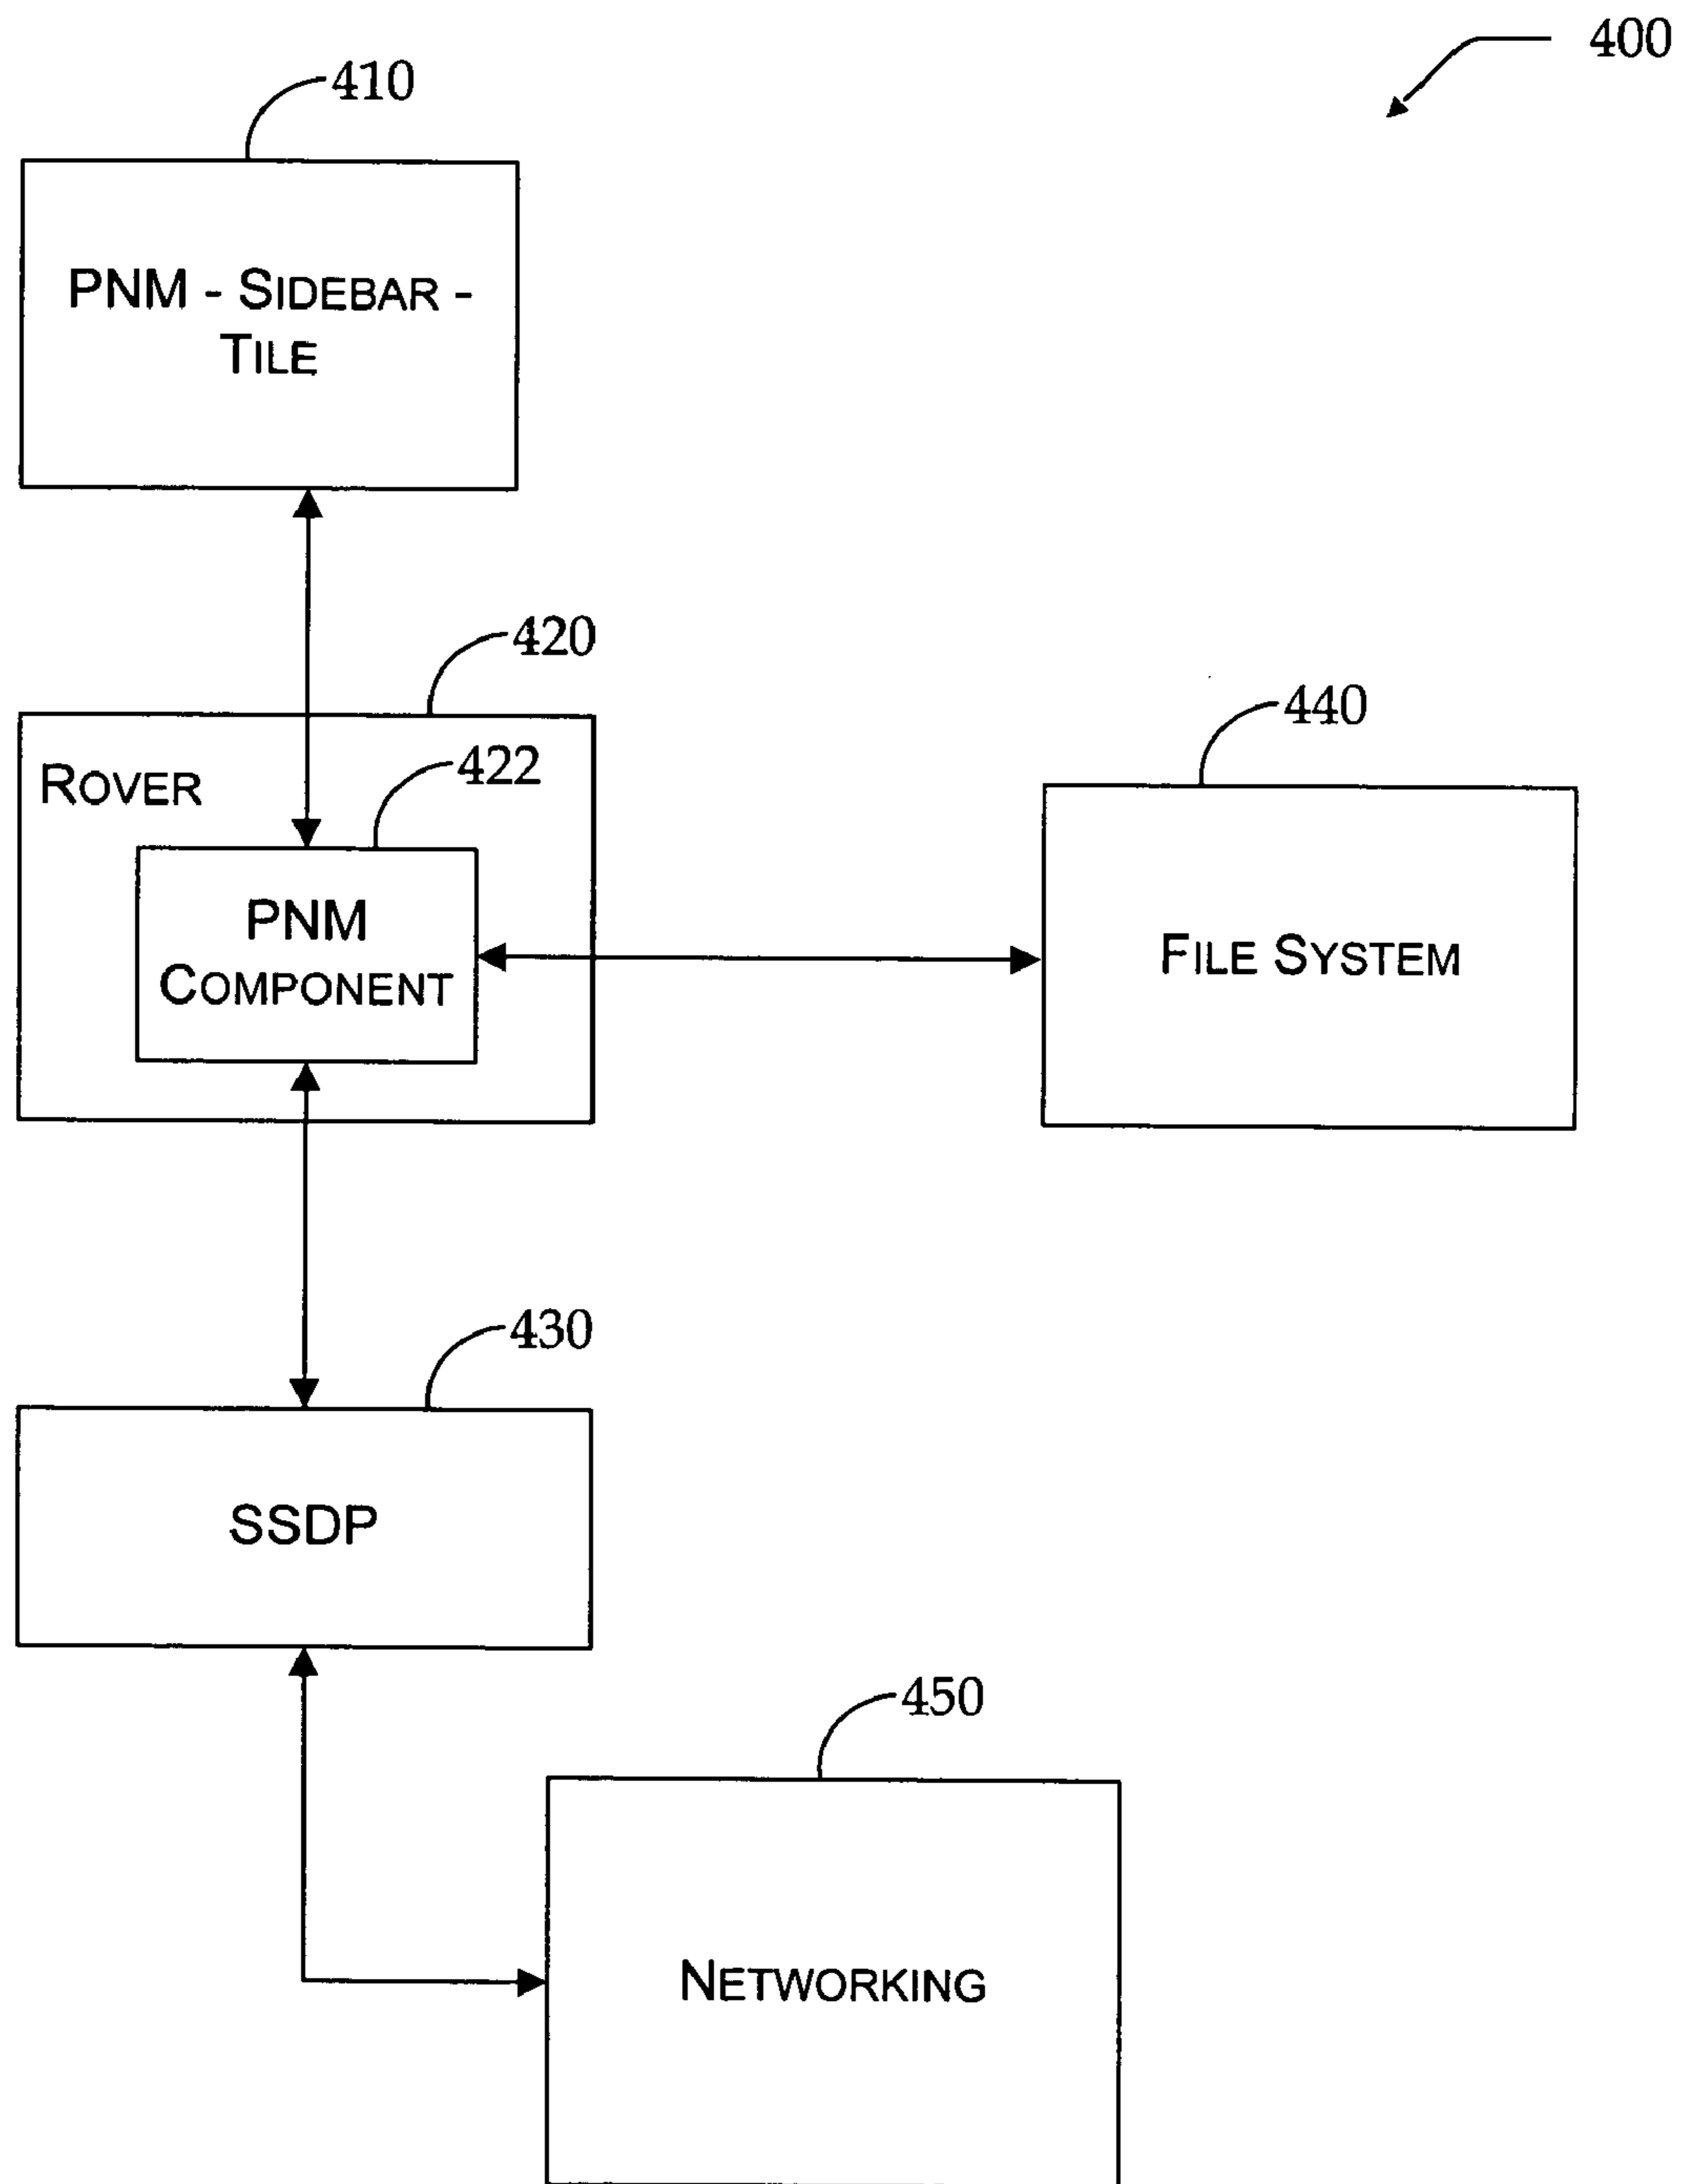 400
410
PNM - SIDEBAR -
TILE
420
ROVER
422
PNM
COMPONENT
440
FILE SYSTEM
430
SSDP
450
NETWORKING